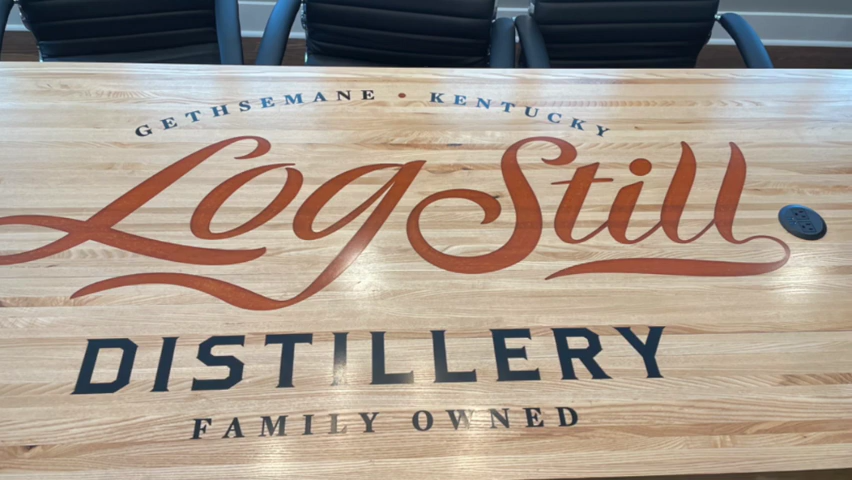 GETHSEMANE • KENTUCKY
Log Still
DISTILLERY
FAMILY OWNED